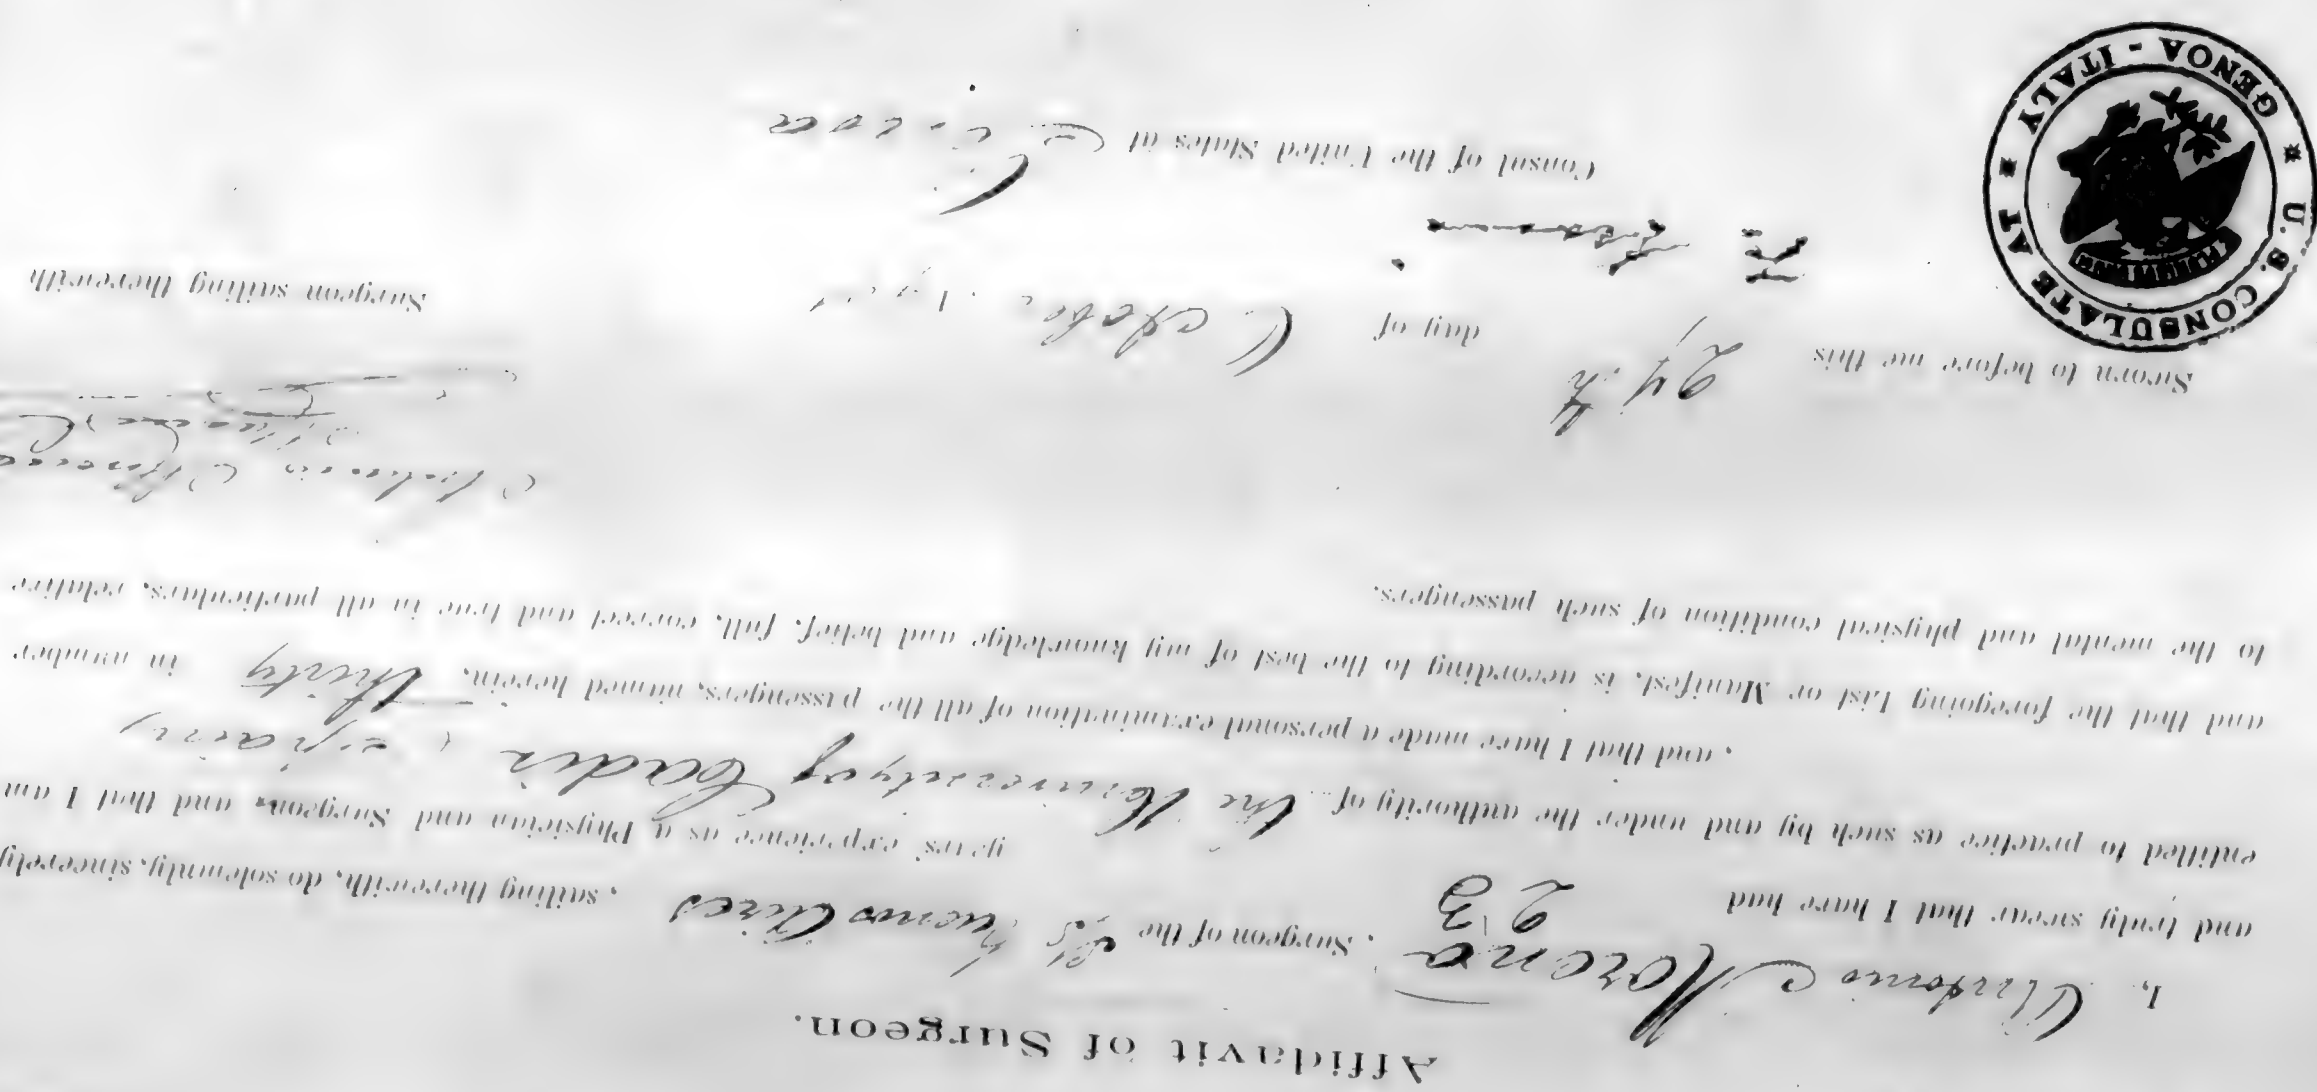 Affidavit of Surgeon.
I, Antonio Morena, Surgeon of the S/S Buenos Aires, sailing therewith, do solemnly, sincerely
and truly swear that I have had 23 years' experience as a Physician and Surgeon, and that I am
entitled to practice as such by and under the authority of the University of Cadiz (Spain)
, and that I have made a personal examination of all the passengers, named herein, thirty in number
and that the foregoing List or Manifest, is according to the best of my knowledge and belief, full, correct and true in all particulars, relative
to the mental and physical condition of such passengers.
Antonio Morena
Sworn to before me this 24th day of October
Surgeon sailing therewith
Consul of the United States at Genoa
* U. S. CONSULATE AT * GENOA - ITALY